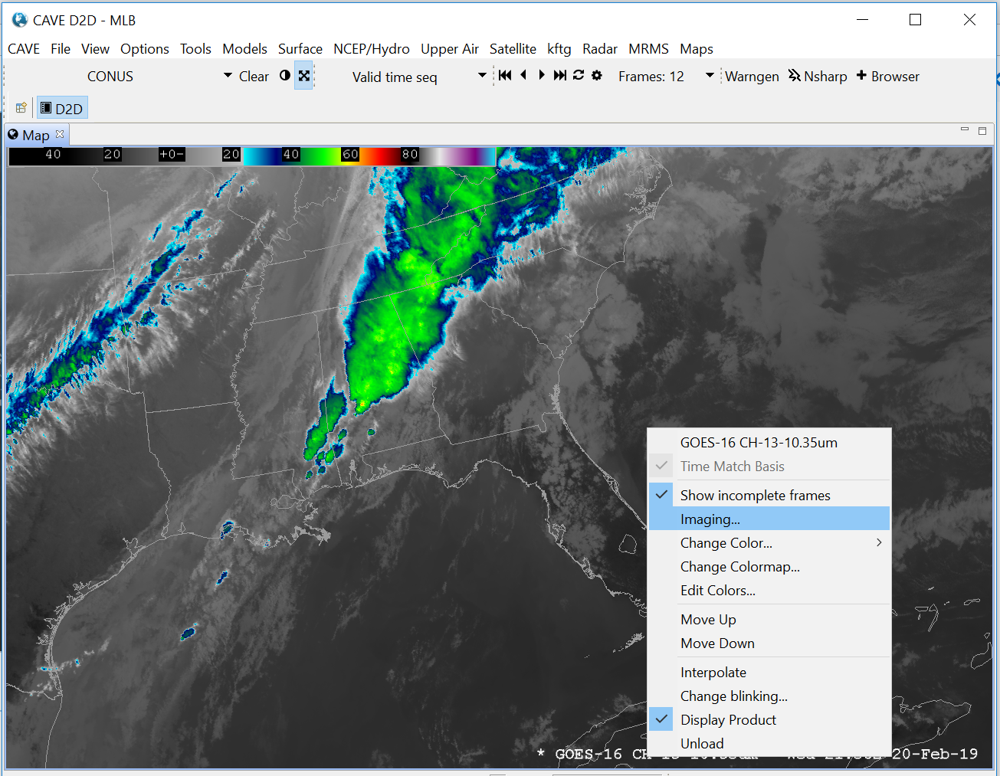 CAVE D2D - MLB
CAVE File View Options Tools Models Surface NCEP/Hydro Upper Air Satellite kftg Radar MRMS Maps
CONUS Clear Valid time seq Frames: 12 Warngen Nsharp Browser
D2D
Map
40 20 +0- 20 40 60 80
GOES-16 CH-13-10.35um
Time Match Basis
Show incomplete frames
Imaging...
Change Color...
Change Colormap...
Edit Colors...
Move Up
Move Down
Interpolate
Change blinking...
Display Product
Unload
* GOES-16 20-Feb-19